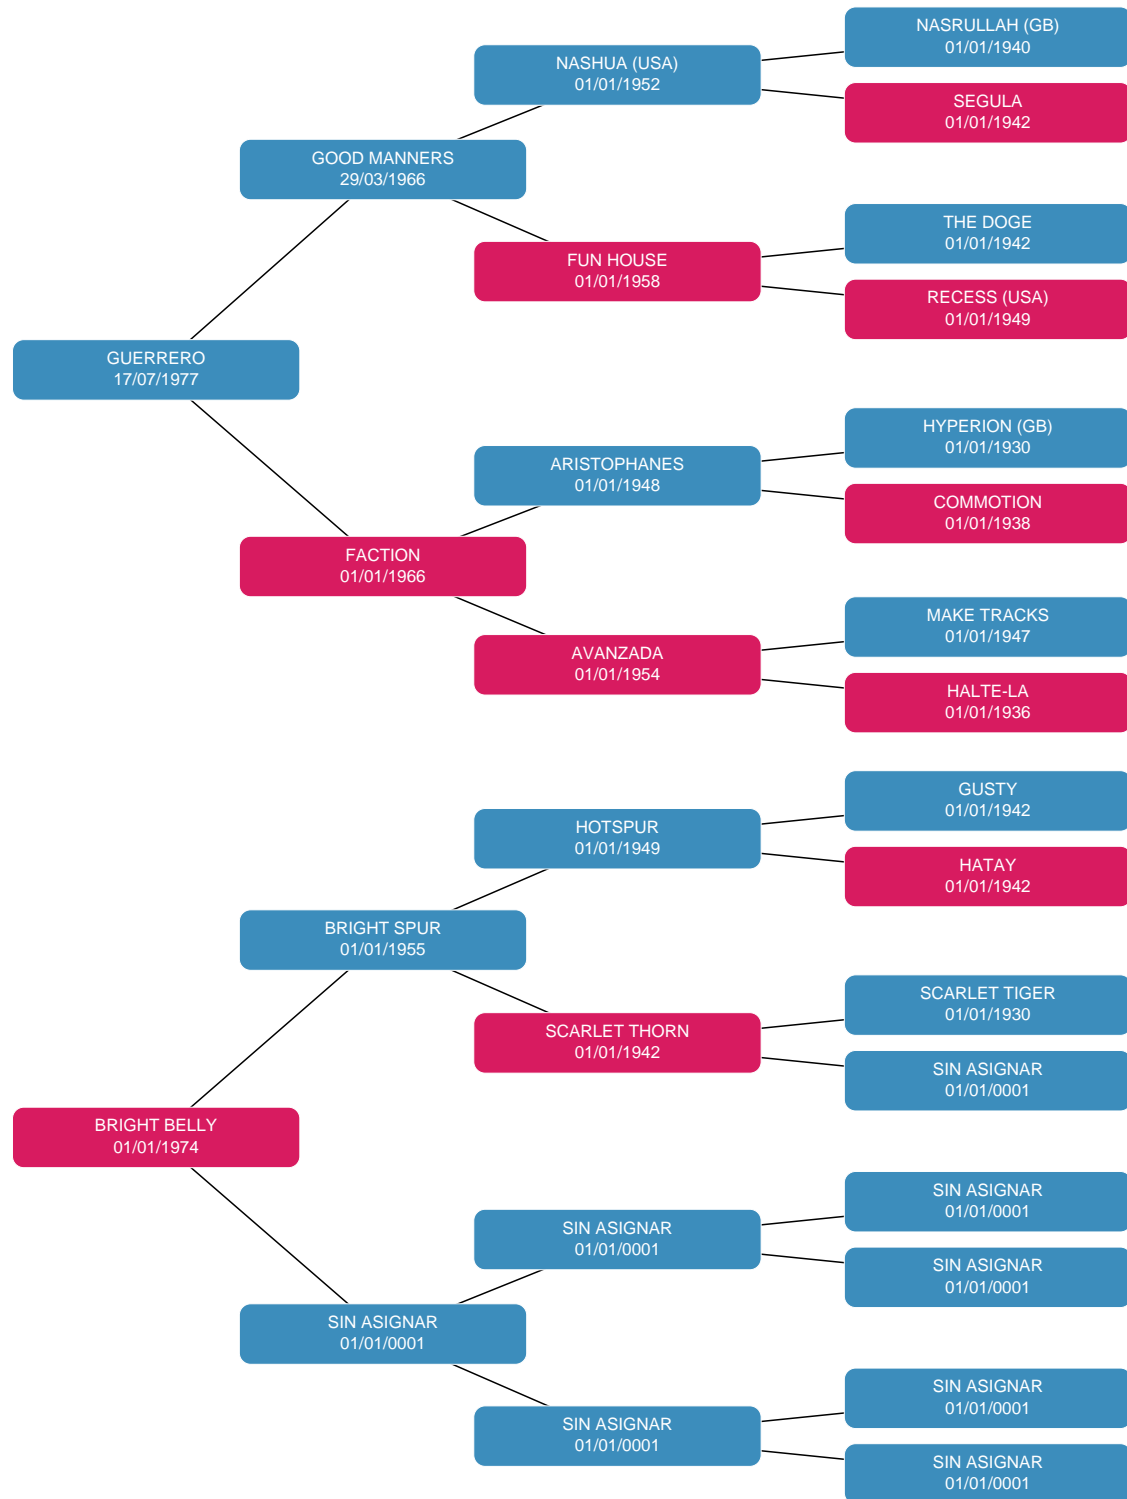 NASRULLAH (GB)
01/01/1940
NASHUA (USA)
01/01/1952
SEGULA
01/01/1942
GOOD MANNERS
29/03/1966
THE DOGE
01/01/1942
FUN HOUSE
01/01/1958
RECESS (USA)
01/01/1949
GUERRERO
17/07/1977
HYPERION (GB)
01/01/1930
ARISTOPHANES
01/01/1948
COMMOTION
01/01/1938
FACTION
01/01/1966
MAKE TRACKS
01/01/1947
AVANZADA
01/01/1954
HALTE-LA
01/01/1936
GUSTY
01/01/1942
HOTSPUR
01/01/1949
HATAY
01/01/1942
BRIGHT SPUR
01/01/1955
SCARLET TIGER
01/01/1930
SCARLET THORN
01/01/1942
SIN ASIGNAR
01/01/0001
BRIGHT BELLY
01/01/1974
SIN ASIGNAR
01/01/0001
SIN ASIGNAR
01/01/0001
SIN ASIGNAR
01/01/0001
SIN ASIGNAR
01/01/0001
SIN ASIGNAR
01/01/0001
SIN ASIGNAR
01/01/0001
SIN ASIGNAR
01/01/0001